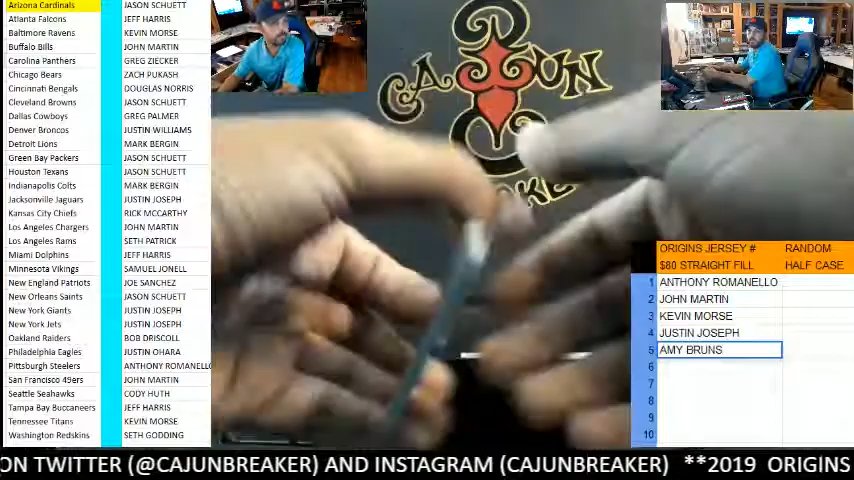 Arizona Cardinals JASON SCHUETT
Atlanta Falcons JEFF HARRIS
Baltimore Ravens KEVIN MORSE
Buffalo Bills JOHN MARTIN
Carolina Panthers GREG ZIECKER
Chicago Bears ZACH PUKASH
Cincinnat Bengals DOUGLAS NORRIS
Cleveland Browns JASON SCHUETT
Dallas Cowboys GREG PALMER
Denver Broncos JUSTIN WILLIAMS
Detroit Lions MARK BERGIN
Green Bay Packers JASON SCHUETT
Houston Texans JASON SCHUETT
Indianapolis Colts MARK BERGIN
Jacksonville Jaguars JUSTIN JOSEPH
Kansas City Chiefs RICK MCCARTHY
Los Angeles Chargers JOHN MARTIN
Los Angeles Rams SETH PATRICK
Miami Dolphins JEFF HARRIS
Minnesota Vikings SAMUEL JONELL
New England Patriots JOE SANCHEZ
New Orleans Saints JASON SCHUETT
New York Giants JUSTIN JOSEPH
New York Jets JUSTIN JOSEPH
Oakland Raiders BOB DRISCOLL
Philadelphia Eagles JUSTIN OHARA
Pittsburgh Steelers ANTHONY ROMANELLO
San Francisco 49ers JOHN MARTIN
Seattle Seahawks CODY HUTH
Tampa Bay Buccaneers JEFF HARRIS
Tennessee Titans KEVIN MORSE
Washington Redskins SETH GODDING
CAJUN
ORIGINS JERSEY # RANDOM
$80 STRAIGHT FILL HALF CASE
1 ANTHONY ROMANELLO
2 JOHN MARTIN
3 KEVIN MORSE
4 JUSTIN JOSEPH
5 AMY BRUNS
6
7
8
9
10
ON TWITTER (@CAJUNBREAKER) AND INSTAGRAM (CAJUNBREAKER) **2019 ORIGINS